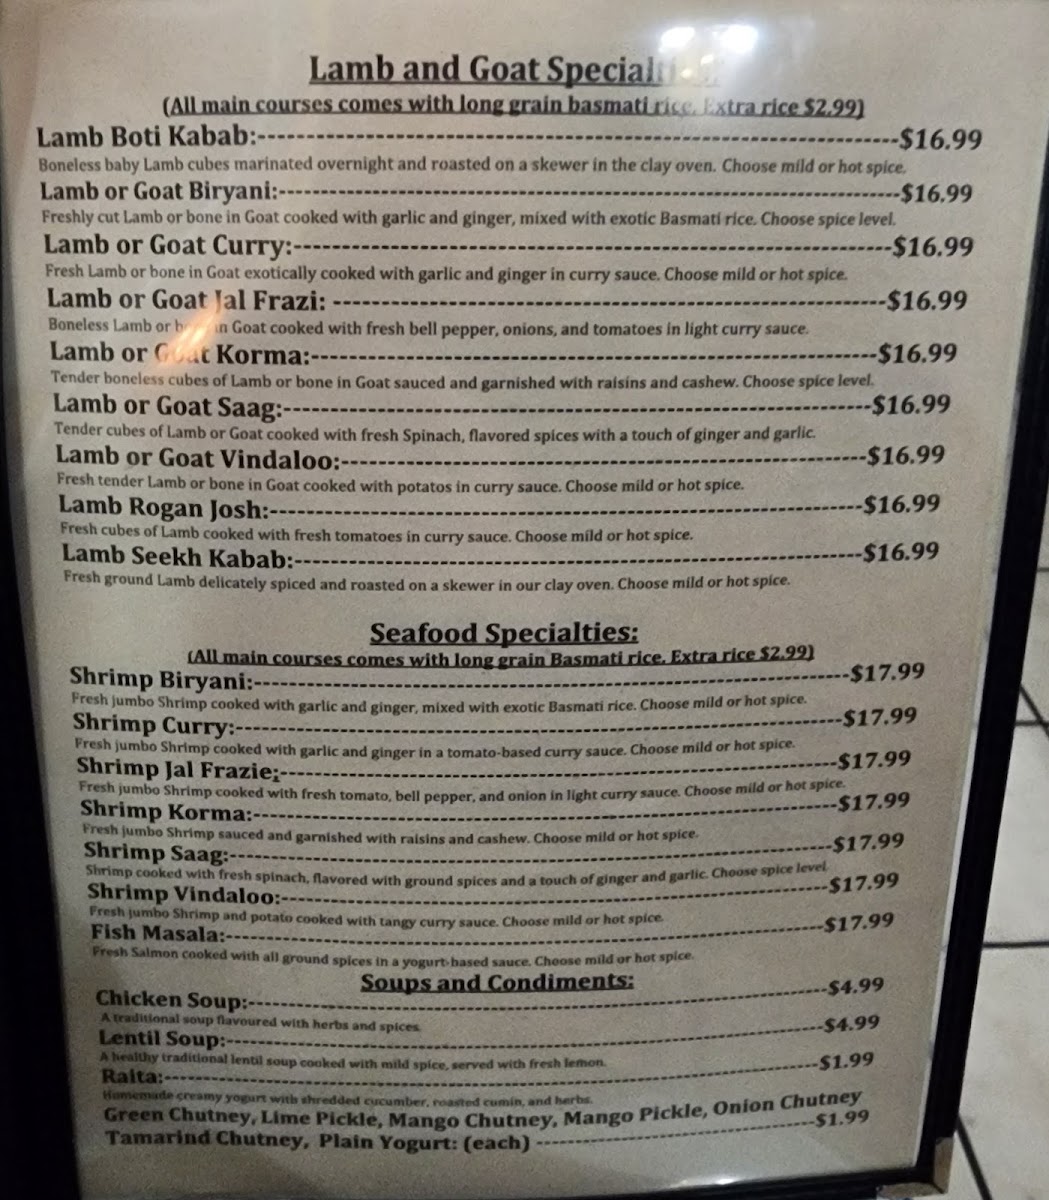 Lamb and Goat Special
(All main courses comes with long grain basmati rice. Extra rice $2.99)
Lamb Boti Kabab:---$16.99
Boneless baby Lamb cubes marinated overnight and roasted on a skewer in the clay oven. Choose mild or hot spice.
Lamb or Goat Biryani:---$16.99
Freshly cut Lamb or bone in Goat cooked with garlic and ginger, mixed with exotic Basmati rice. Choose spice level.
Lamb or Goat Curry:---$16.99
Fresh Lamb or bone in Goat exotically cooked with garlic and ginger in curry sauce. Choose mild or hot spice.
Lamb or Goat Jal Frazi: ---$16.99
Boneless Lamb or in Goat cooked with fresh bell pepper, onions, and tomatoes in light curry sauce.
Lamb or Goat Korma:---$16.99
Tender boneless cubes of Lamb or bone in Goat sauced and garnished with raisins and cashew. Choose spice level.
Lamb or Goat Saag:---$16.99
Tender cubes of Lamb or Goat cooked with fresh Spinach, flavored spices with a touch of ginger and garlic.
Lamb or Goat Vindaloo:---$16.99
Fresh tender Lamb or bone in Goat cooked with potatos in curry sauce. Choose mild or hot spice.
Lamb Rogan Josh:---$16.99
Fresh cubes of Lamb cooked with fresh tomatoes in curry sauce. Choose mild or hot spice.
Lamb Seekh Kabab:---$16.99
Fresh ground Lamb delicately spiced and roasted on a skewer in our clay oven. Choose mild or hot spice.
Seafood Specialties:
(All main courses comes with long grain Basmati rice. Extra rice $2.99)
Shrimp Biryani:---$17.99
Fresh jumbo Shrimp cooked with garlic and ginger, mixed with exotic Basmati rice. Choose mild or hot spice.
Shrimp Curry:---$17.99
Fresh jumbo Shrimp cooked with garlic and ginger in a tomato-based curry sauce. Choose mild or hot spice.
Shrimp Jal Frazie:---$17.99
Fresh jumbo Shrimp cooked with fresh tomato, bell pepper, and onion in light curry sauce. Choose mild or hot spice.
Shrimp Korma:---$17.99
Fresh jumbo Shrimp sauced and garnished with raisins and cashew. Choose mild or hot spice.
Shrimp Saag:---$17.99
Shrimp cooked with fresh spinach, flavored with ground spices and a touch of ginger and garlic. Choose spice level.
Shrimp Vindaloo:---$17.99
Fresh jumbo Shrimp and potato cooked with tangy curry sauce. Choose mild or hot spice.
Fish Masala:---$17.99
Fresh Salmon cooked with all ground spices in a yogurt-based sauce. Choose mild or hot spice.
Soups and Condiments:
Chicken Soup:---$4.99
A traditional soup flavoured with herbs and spices.
Lentil Soup:---$4.99
A healthy traditional lentil soup cooked with mild spice, served with fresh lemon.
Raita:---$1.99
Homemade creamy yogurt with shredded cucumber, roasted cumin, and herbs.
Green Chutney, Lime Pickle, Mango Chutney, Mango Pickle, Onion Chutney
Tamarind Chutney, Plain Yogurt: (each) ---$1.99